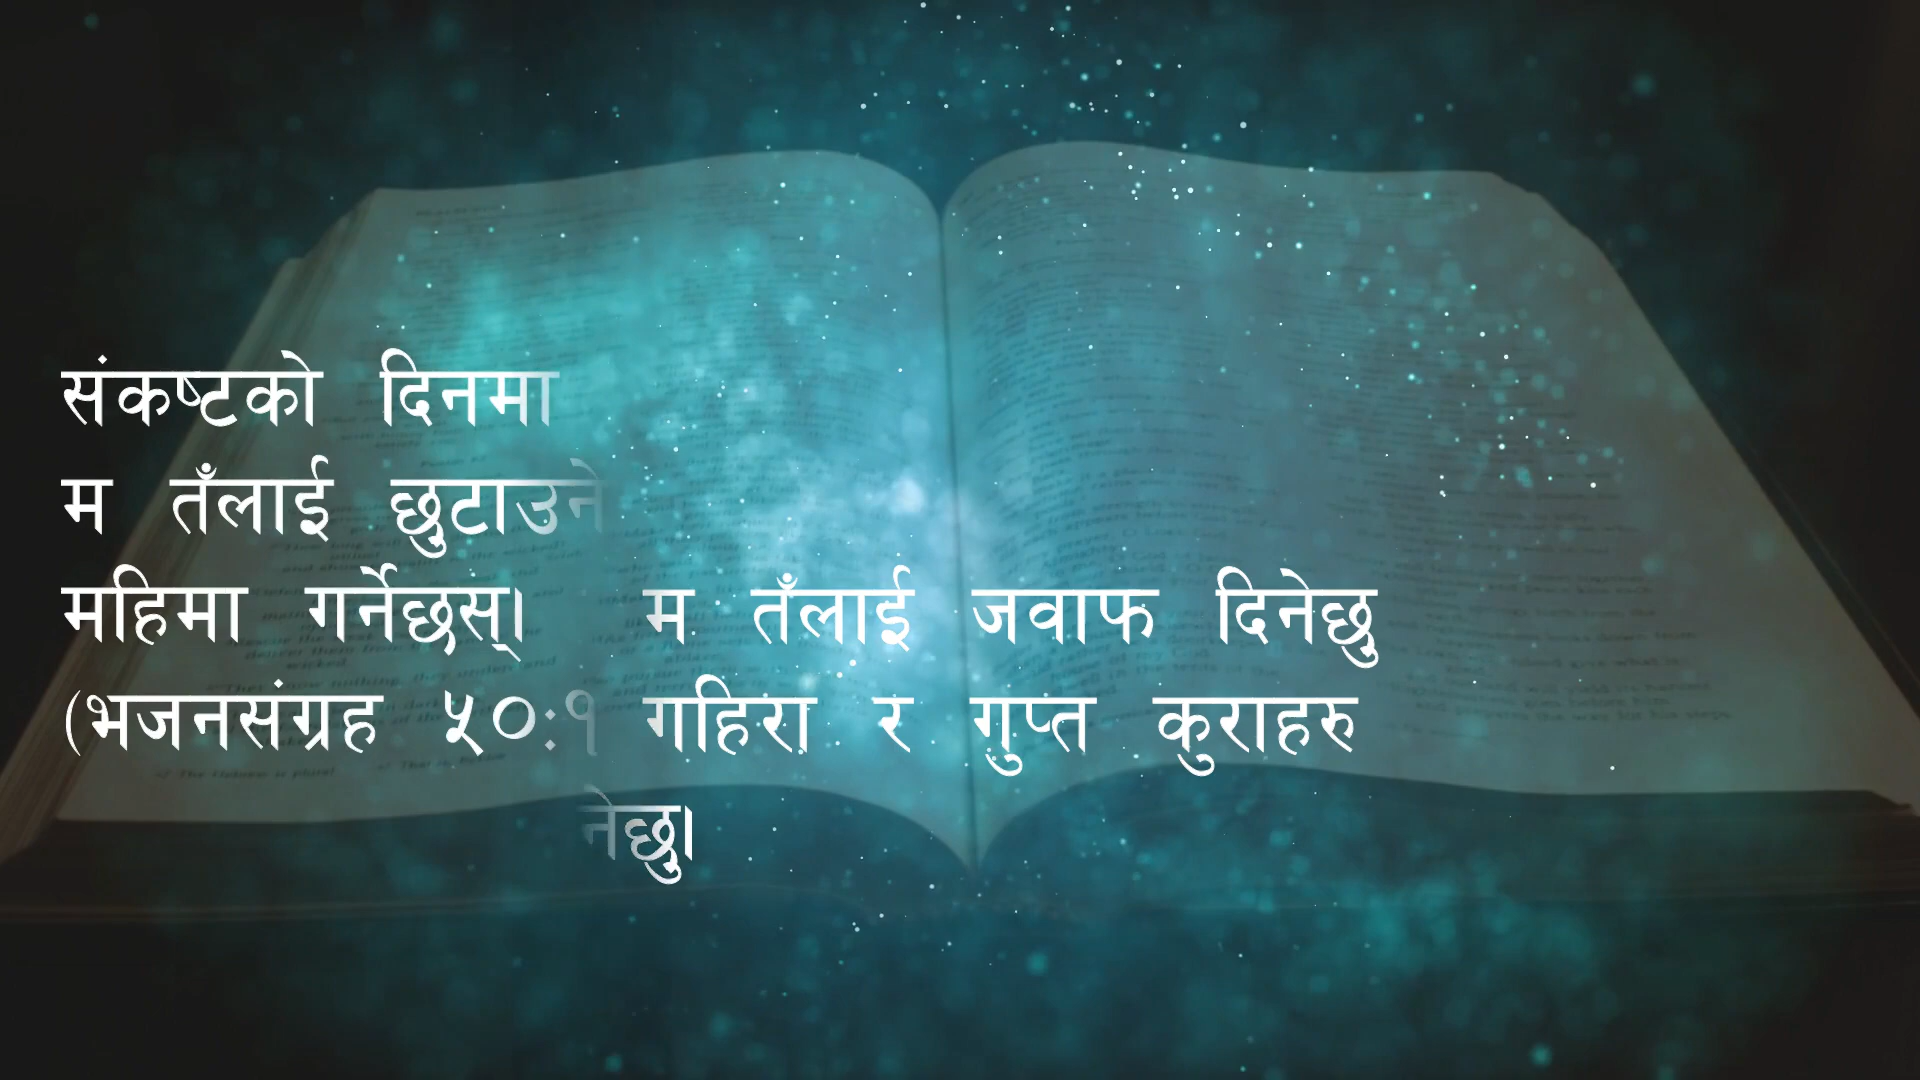 संकष्टको दिनमा
म तँलाई छुटाउने
महिमा गर्नेछस्। म तँलाई जवाफ दिनेछु
(भजनसंग्रह ५०:१ गहिरा र गुप्त कुराहरु
नेछु।